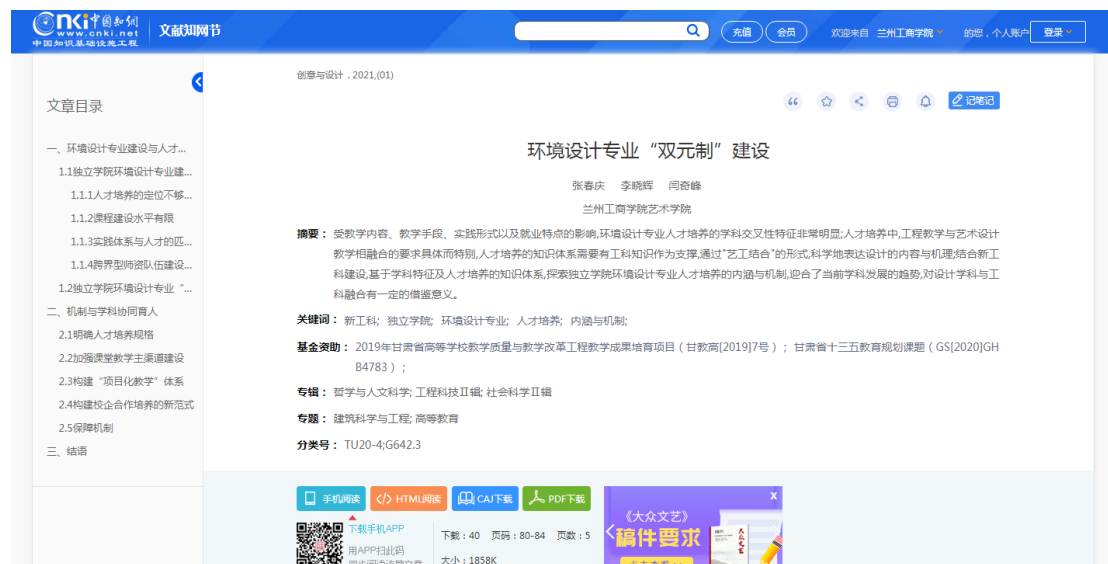 cnki中国知网
www.cnki.net
中国知识基础设施工程
文献知网节
充值
会员
欢迎来自 兰州工商学院 的您，个人账户
登录
文章目录
一、环境设计专业建设与人才...
1.1独立学院环境设计专业建...
1.1.1人才培养的定位不够...
1.1.2课程建设水平有限
1.1.3实践体系与人才的匹...
1.1.4跨界型师资队伍建设...
1.2独立学院环境设计专业“...
二、机制与学科协同育人
2.1明确人才培养规格
2.2加强课堂教学主渠道建设
2.3构建“项目化教学”体系
2.4构建校企合作培养的新范式
2.5保障机制
三、结语
创意与设计 . 2021,(01)
记笔记
环境设计专业“双元制”建设
张春庆 李晓辉 闫奇峰
兰州工商学院艺术学院
摘要：受教学内容、教学手段、实践形式以及就业特点的影响,环境设计专业人才培养的学科交叉性特征非常明显;人才培养中,工程教学与艺术设计
教学相融合的要求具体而特别,人才培养的知识体系需要有工科知识作为支撑,通过“艺工结合”的形式,科学地表达设计的内容与机理;结合新工
科建设,基于学科特征及人才培养的知识体系,探索独立学院环境设计专业人才培养的内涵与机制,迎合了当前学科发展的趋势,对设计学科与工
科融合有一定的借鉴意义。
关键词：新工科; 独立学院; 环境设计专业; 人才培养; 内涵与机制;
基金资助：2019年甘肃省高等学校教学质量与教学改革工程教学成果培育项目（甘教高[2019]7号）; 甘肃省十三五教育规划课题（GS[2020]GH
B4783）;
专辑：哲学与人文科学; 工程科技Ⅱ辑; 社会科学Ⅱ辑
专题：建筑科学与工程; 高等教育
分类号：TU20-4;G642.3
手机阅读
HTML阅读
CAJ下载
PDF下载
下载手机APP
用APP扫此码
同步阅读这篇文章
下载：40 页码：80-84 页数：5
大小：1858K
x
《大众文艺》
稿件要求